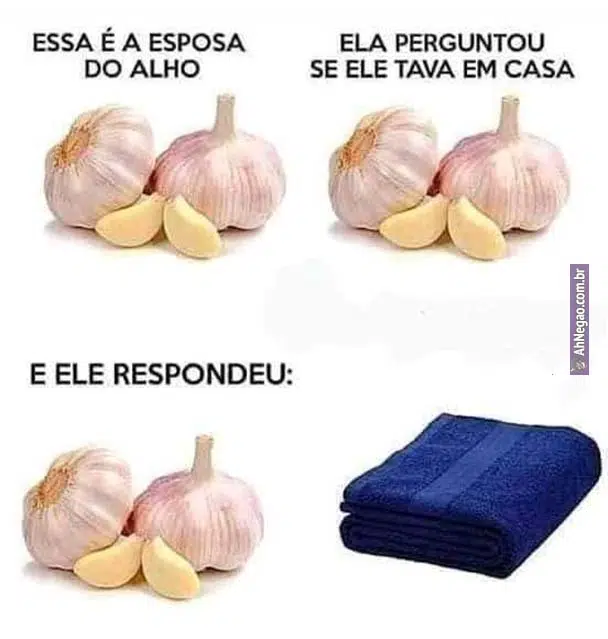 ESSA É A ESPOSA
DO ALHO
ELA PERGUNTOU
SE ELE TAVA EM CASA
AhNegao.com.br
E ELE RESPONDEU: